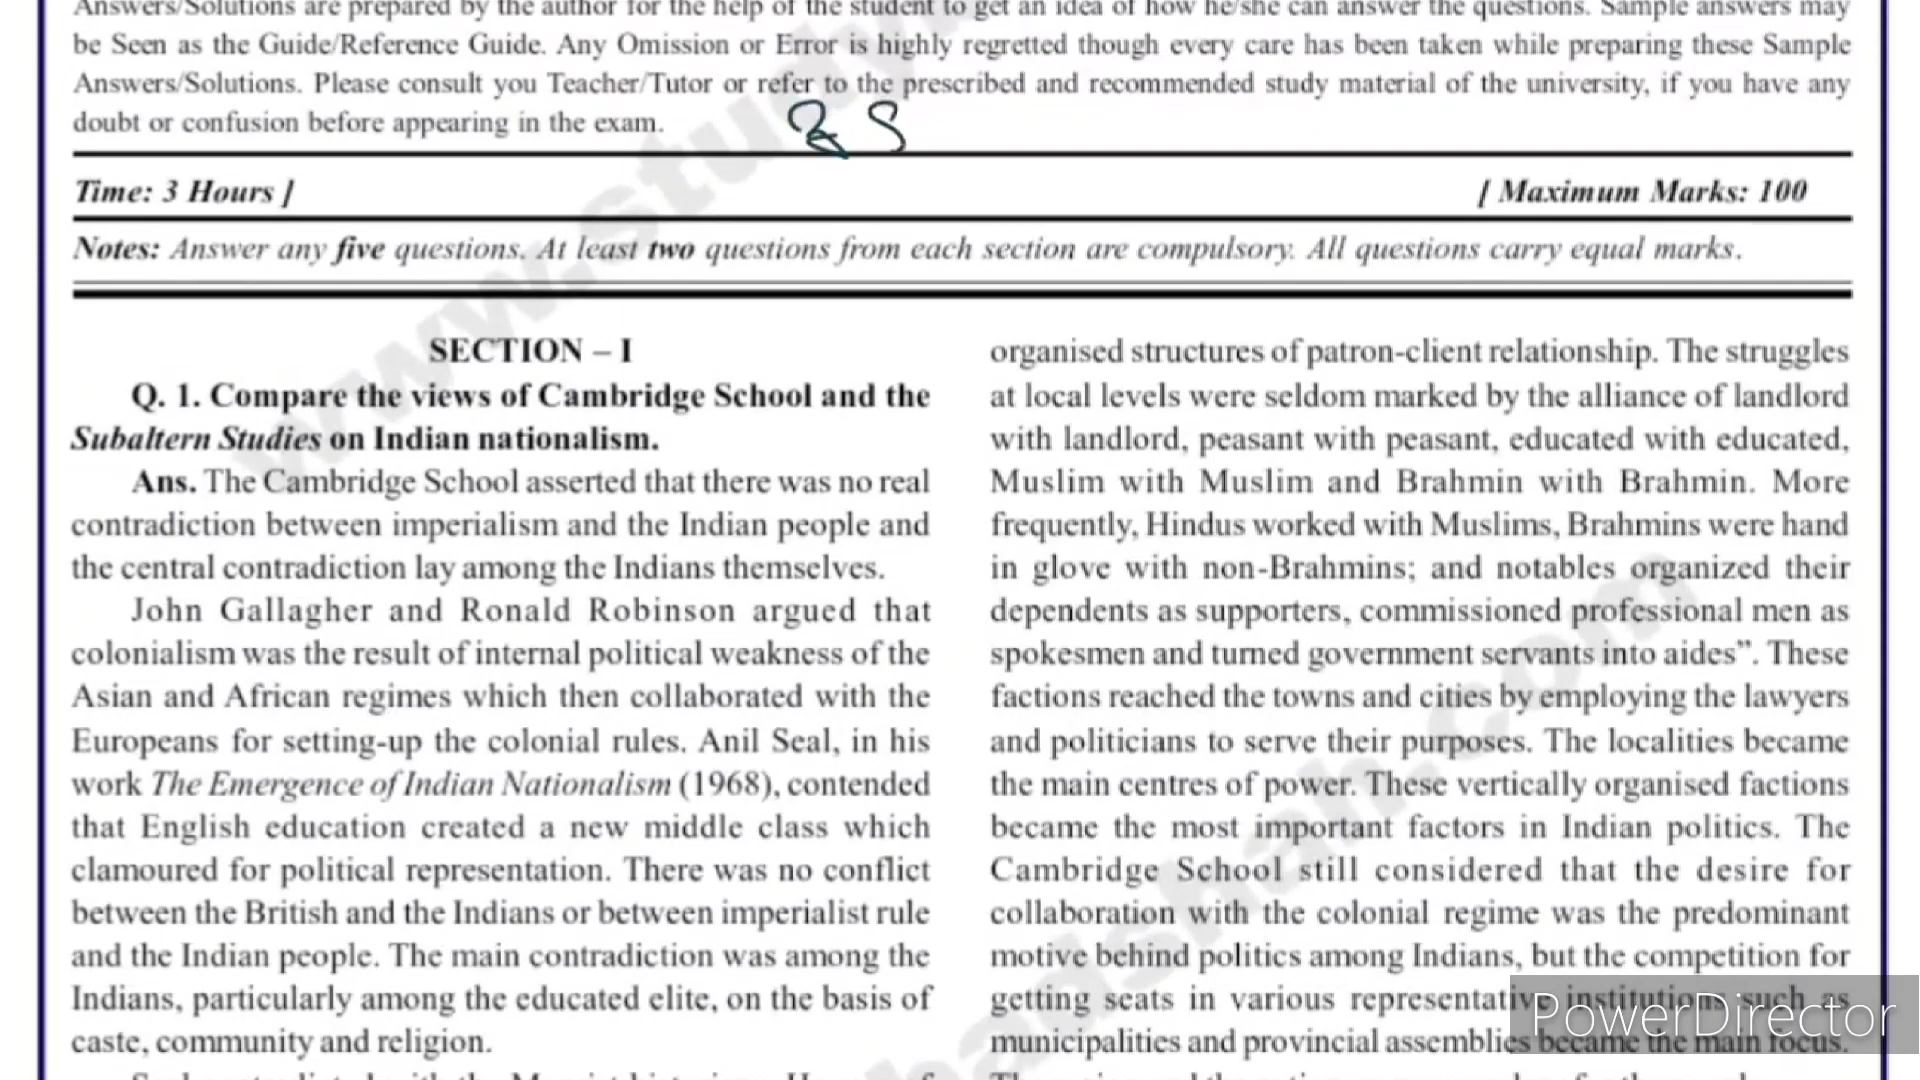 Answers/Solutions are prepared by the author for the help of the student to get an idea of how he/she can answer the questions. Sample answers may
be Seen as the Guide/Reference Guide. Any Omission or Error is highly regretted though every care has been taken while preparing these Sample
Answers/Solutions. Please consult you Teacher/Tutor or refer to the prescribed and recommended study material of the university, if you have any
doubt or confusion before appearing in the exam.
Time: 3 Hours ]
[ Maximum Marks: 100
Notes: Answer any five questions. At least two questions from each section are compulsory. All questions carry equal marks.
SECTION – I
Q. 1. Compare the views of Cambridge School and the
Subaltern Studies on Indian nationalism.
Ans. The Cambridge School asserted that there was no real
contradiction between imperialism and the Indian people and
the central contradiction lay among the Indians themselves.
John Gallagher and Ronald Robinson argued that
colonialism was the result of internal political weakness of the
Asian and African regimes which then collaborated with the
Europeans for setting-up the colonial rules. Anil Seal, in his
work The Emergence of Indian Nationalism (1968), contended
that English education created a new middle class which
clamoured for political representation. There was no conflict
between the British and the Indians or between imperialist rule
and the Indian people. The main contradiction was among the
Indians, particularly among the educated elite, on the basis of
caste, community and religion.
organised structures of patron-client relationship. The struggles
at local levels were seldom marked by the alliance of landlord
with landlord, peasant with peasant, educated with educated,
Muslim with Muslim and Brahmin with Brahmin. More
frequently, Hindus worked with Muslims, Brahmins were hand
in glove with non-Brahmins; and notables organized their
dependents as supporters, commissioned professional men as
spokesmen and turned government servants into aides”. These
factions reached the towns and cities by employing the lawyers
and politicians to serve their purposes. The localities became
the main centres of power. These vertically organised factions
became the most important factors in Indian politics. The
Cambridge School still considered that the desire for
collaboration with the colonial regime was the predominant
motive behind politics among Indians, but the competition for
getting seats in various representative institutions such as
municipalities and provincial assemblies became the main focus.
PowerDirector